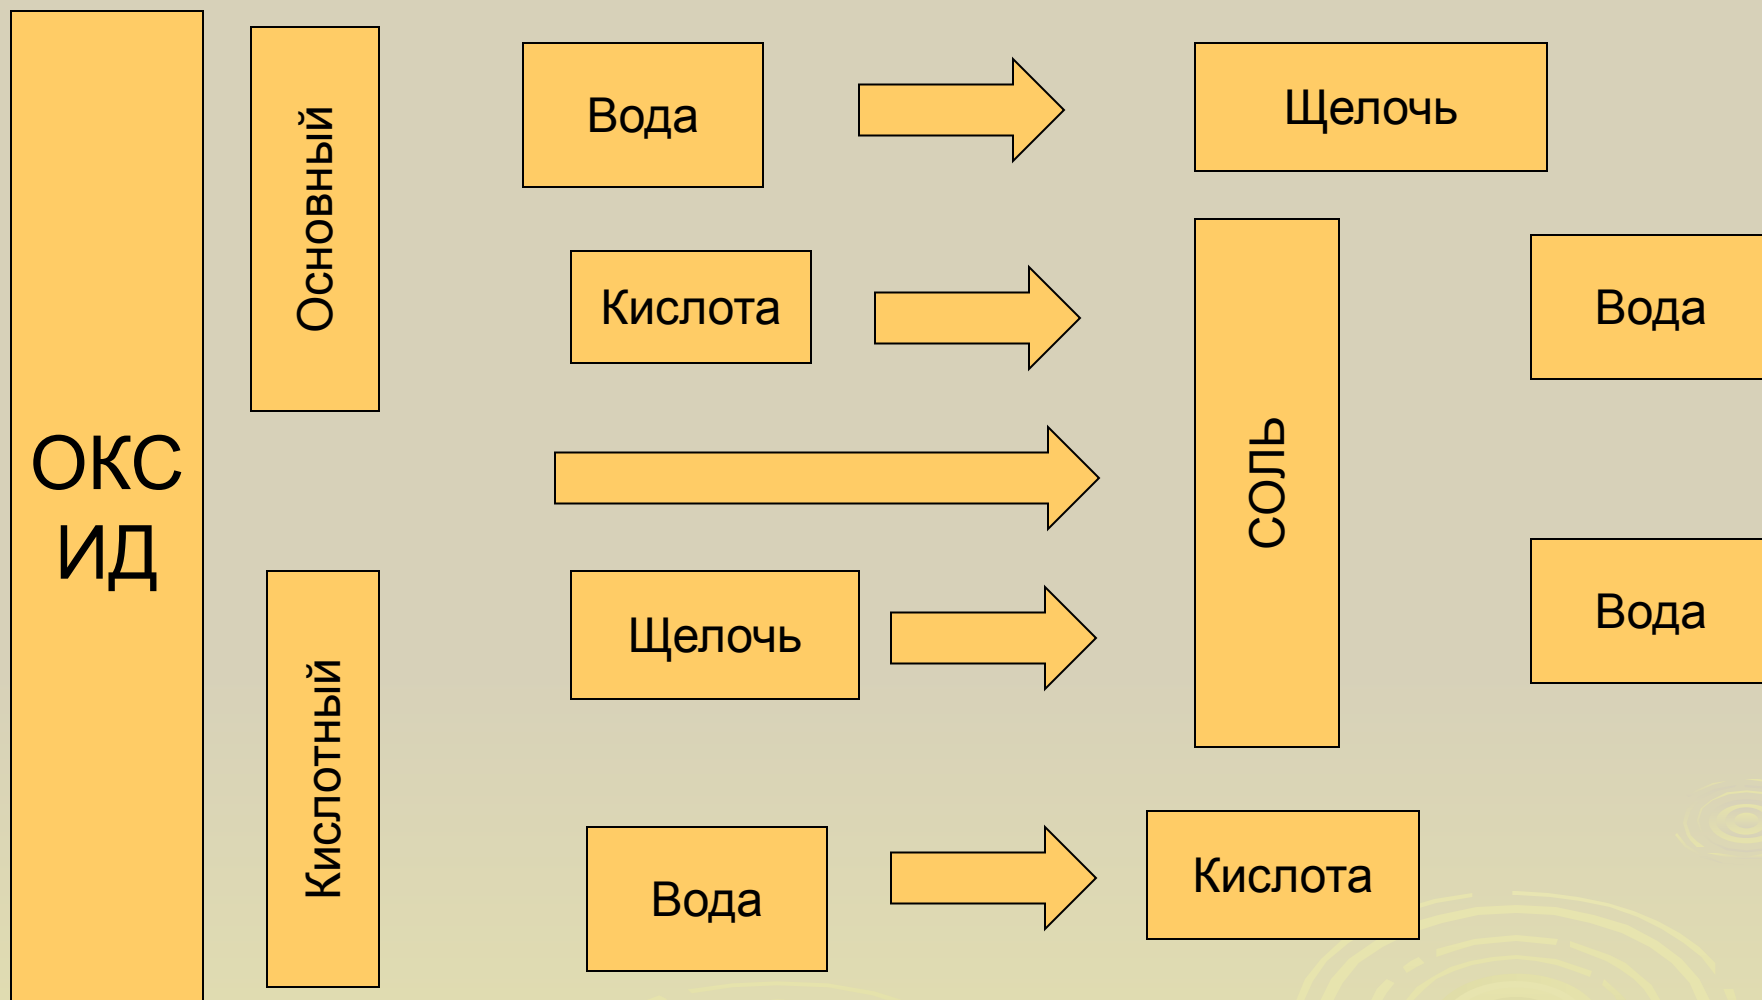 ОКС
ИД
Основный
Вода
Щелочь
Кислота
СОЛЬ
Вода
Кислотный
Щелочь
Вода
Вода
Кислота